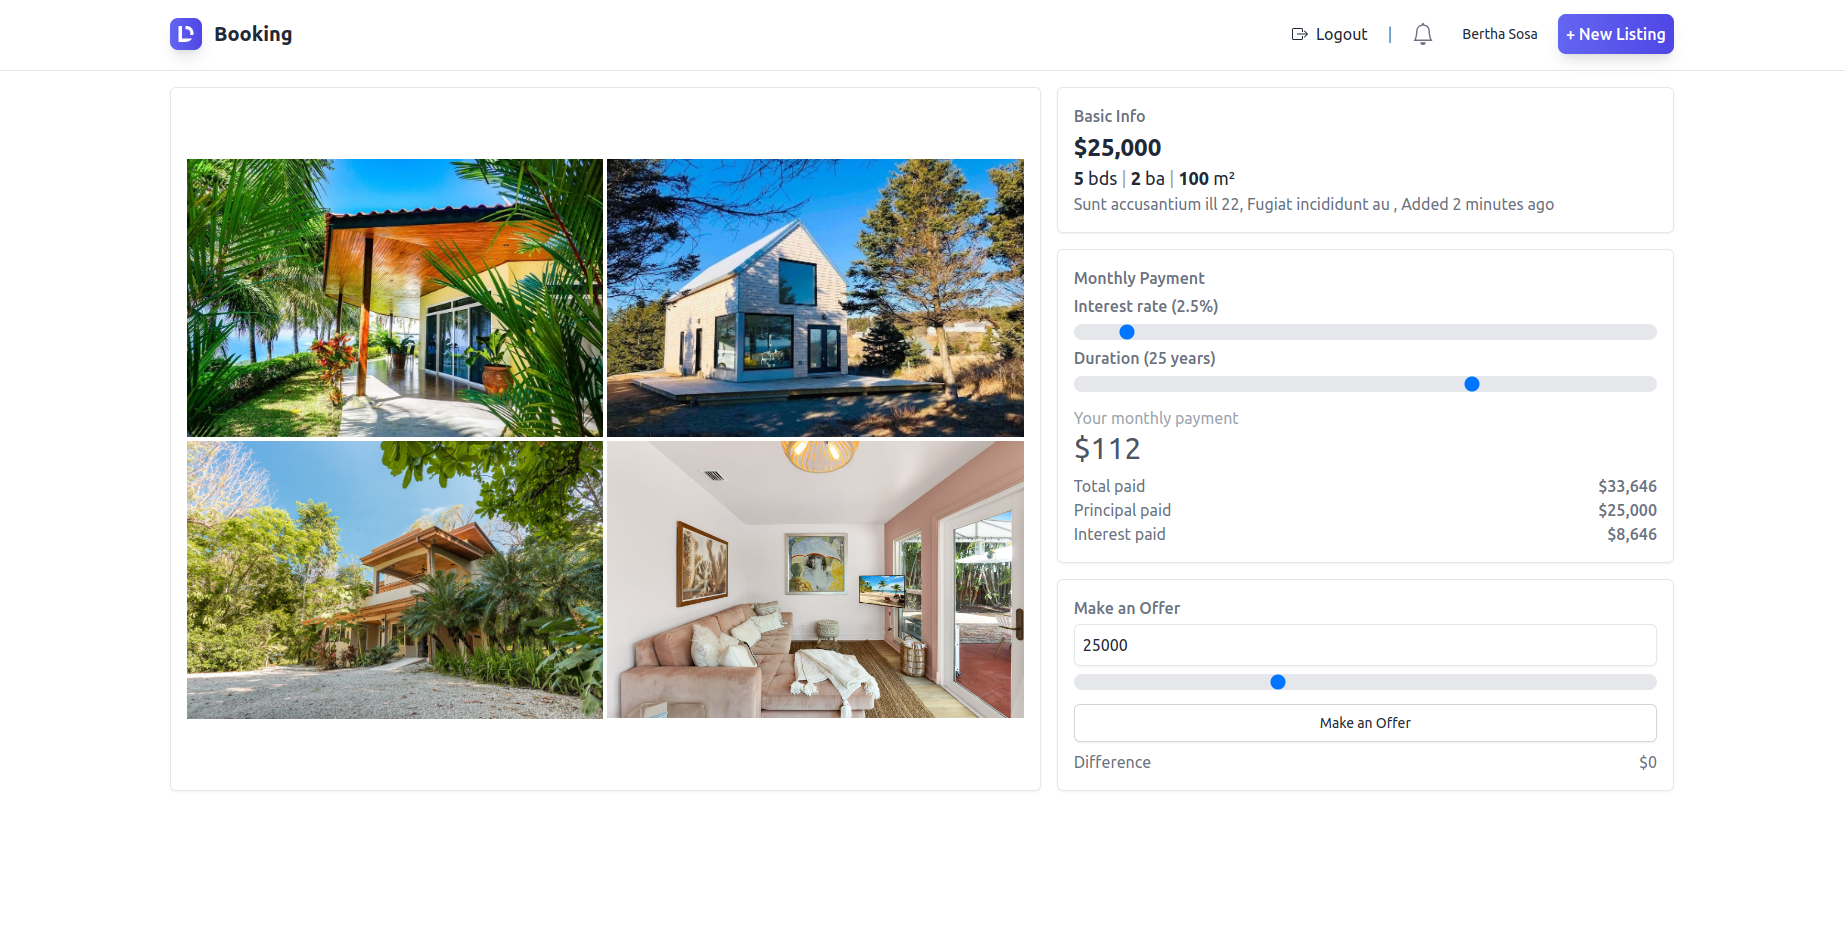 Booking
Logout | Bertha Sosa + New Listing
Basic Info
$25,000
5 bds | 2 ba | 100 m²
Sunt accusantium ill 22, Fugiat incididunt au , Added 2 minutes ago
Monthly Payment
Interest rate (2.5%)
Duration (25 years)
Your monthly payment
$112
Total paid $33,646
Principal paid $25,000
Interest paid $8,646
Make an Offer
25000
Make an Offer
Difference $0